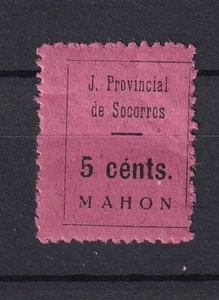 J. Provincial
de Socorros
5 cénts.
MAHON